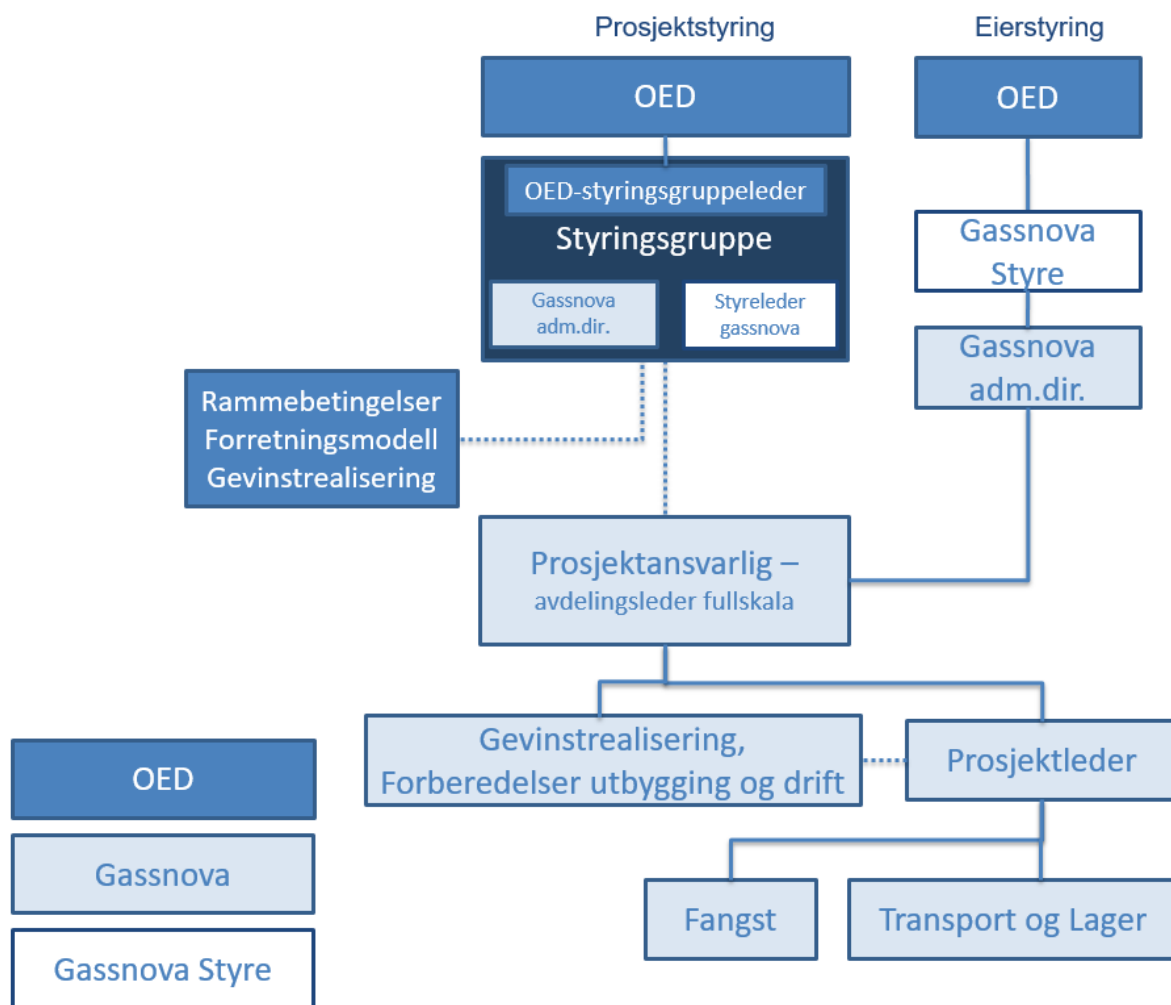 Prosjektstyring
Eierstyring
OED
OED
OED-styringsgruppeleder
Styringsgruppe
Gassnova
adm.dir.
Styreleder
gassnova
Gassnova
Styre
Gassnova
adm.dir.
Rammebetingelser
Forretningsmodell
Gevinstrealisering
Prosjektansvarlig –
avdelingsleder fullskala
Gevinstrealisering,
Forberedelser utbygging og drift
Prosjektleder
Fangst
Transport og Lager
OED
Gassnova
Gassnova Styre